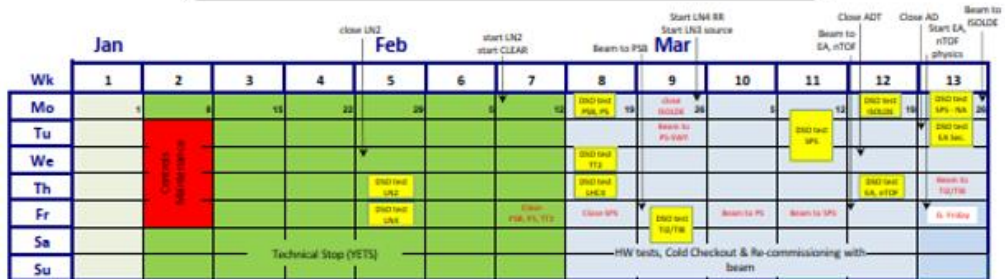 Beam to
ISOLDE
Start LN4 RR
Start LN3 source
Close ADT
Close AD
Start EA,
nTOF
physics
close LN2
start LN2
start CLEAR
Beam to PSB
Beam to
EA, nTOF
Jan
Feb
Mar
Wk 1 2 3 4 5 6 7 8 9 10 11 12 13
Mo 1 8 15 22 29 5 12 19 26 5 12 19 26
DSO test
PSB, PS
close
ISOLDE
DSO test
ISOLDE
DSO test
SPS - NA
Tu
Beam to
PS-SWY
DSO test
SPS
DSO test
EA Sec.
We
Controls
Maintenance
DSO test
TT2
Th
DSO test
LN2
DSO test
DSO test
EA, nTOF
Beam to
TI2/TI8
Fr
DSO test
LN4
Close
PSB, PS, TT2
Close SPS
DSO test
TI2/TI8
Beam to PS
Beam to SPS
G. Friday
Sa
Technical Stop (YETS)
HW tests, Cold Checkout & Re-commissioning with
beam
Su